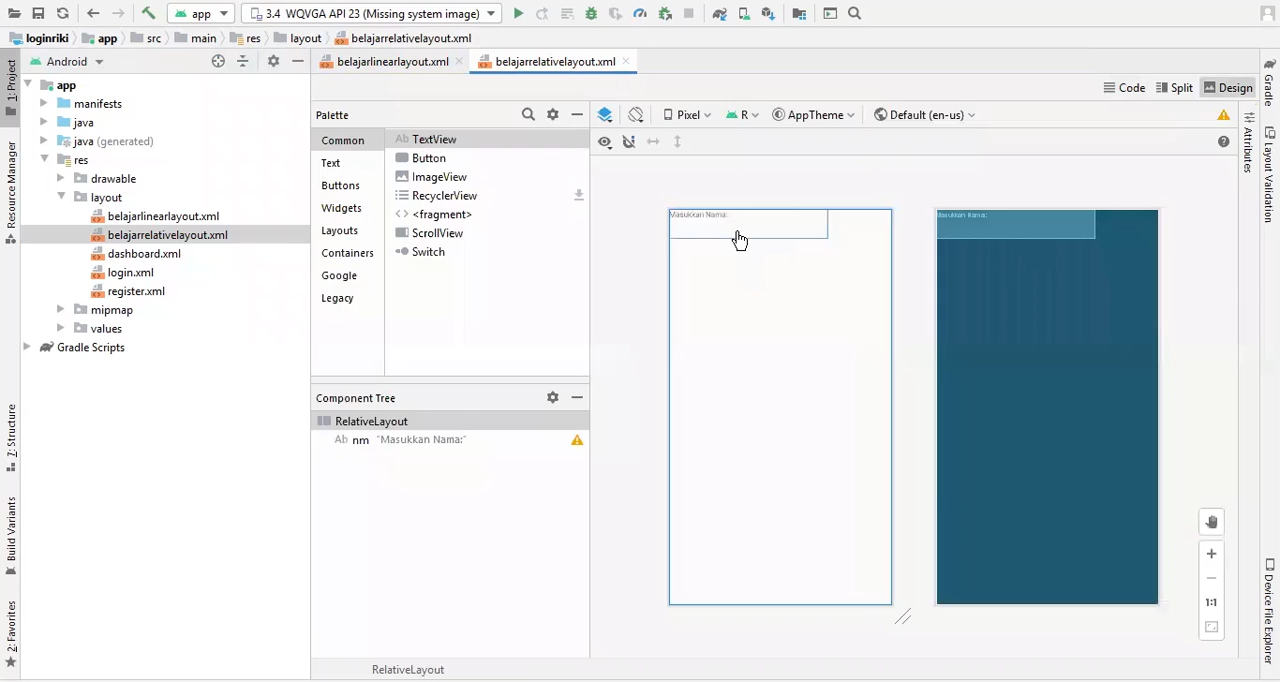 app
3.4 WQVGA API 23 (Missing system image)
loginriki
app
src
main
res
layout
belajarrelativelayout.xml
1: Project
Resource Manager
Z: Structure
Build Variants
2: Favorites
Android
app
manifests
java
java (generated)
res
drawable
layout
belajarlinearlayout.xml
belajarrelativelayout.xml
dashboard.xml
login.xml
register.xml
mipmap
values
Gradle Scripts
belajarlinearlayout.xml
belajarrelativelayout.xml
Code
Split
Design
Palette
Common
Text
Buttons
Widgets
Layouts
Containers
Google
Legacy
Ab TextView
Button
ImageView
RecyclerView
<> <fragment>
ScrollView
Switch
Component Tree
RelativeLayout
Ab nm "Masukkan Nama:"
Pixel
R
AppTheme
Default (en-us)
Masukkan Nama:
Masukkan Nama:
1:1
RelativeLayout
Attributes
Gradle
Layout Validation
Device File Explorer